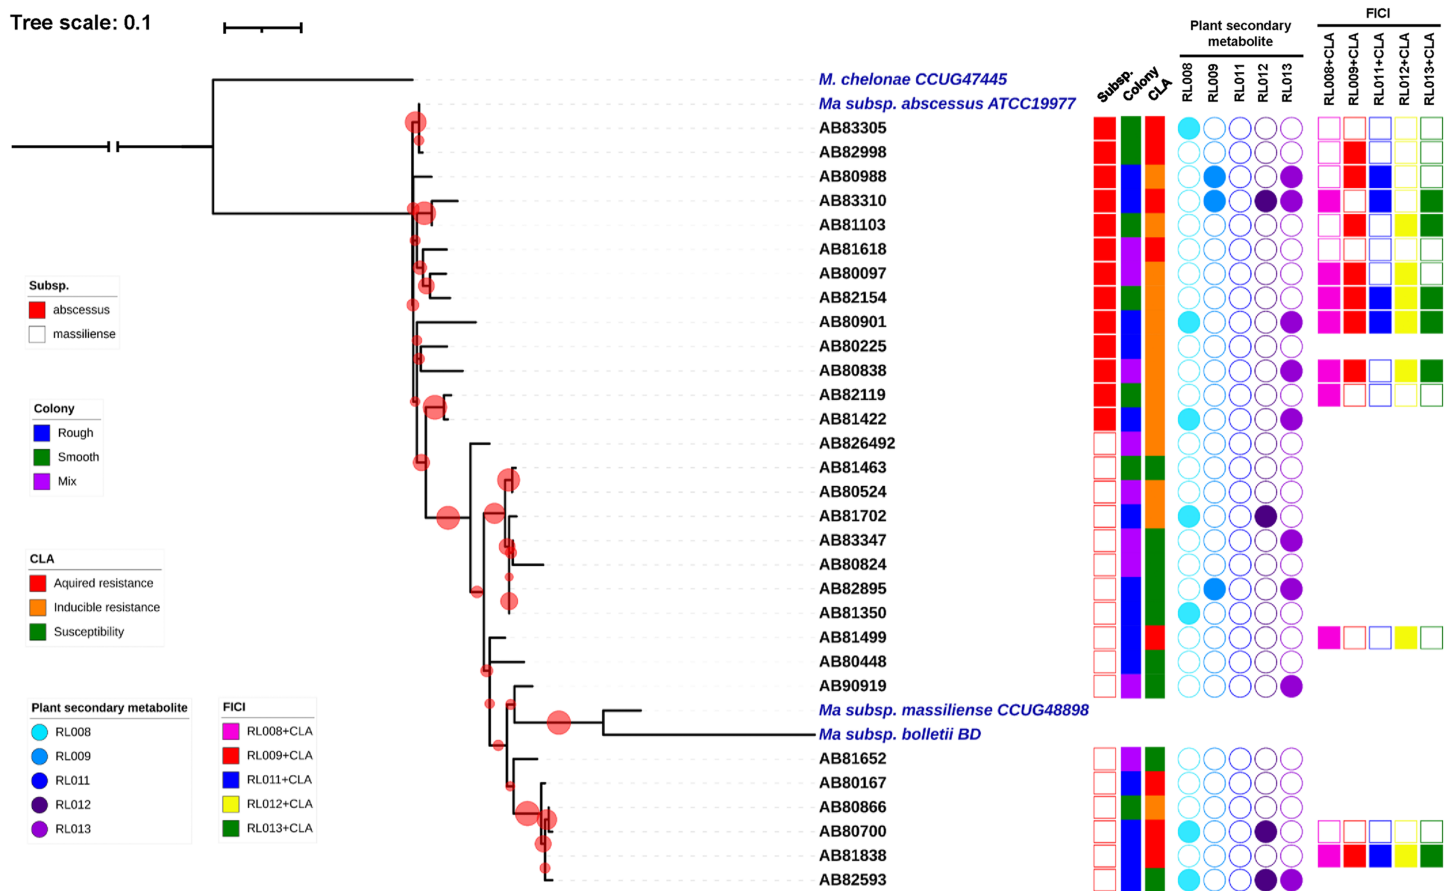 Tree scale: 0.1
Plant secondary
metabolite
FICI
Subsp.
Colony
CLA
RL008
RL009
RL011
RL012
RL013
RL008+CLA
RL009+CLA
RL011+CLA
RL012+CLA
RL013+CLA
M. chelonae CCUG47445
Ma subsp. abscessus ATCC19977
AB83305
AB82998
AB80988
AB83310
AB81103
AB81618
AB80097
AB82154
AB80901
AB80225
AB80838
AB82119
AB81422
AB826492
AB81463
AB80524
AB81702
AB83347
AB80824
AB82895
AB81350
AB81499
AB80448
AB90919
Ma subsp. massiliense CCUG48898
Ma subsp. bolletii BD
AB81652
AB80167
AB80866
AB80700
AB81838
AB82593
Subsp.
abscessus
massiliense
Colony
Rough
Smooth
Mix
CLA
Aquired resistance
Inducible resistance
Susceptibility
Plant secondary metabolite
RL008
RL009
RL011
RL012
RL013
FICI
RL008+CLA
RL009+CLA
RL011+CLA
RL012+CLA
RL013+CLA